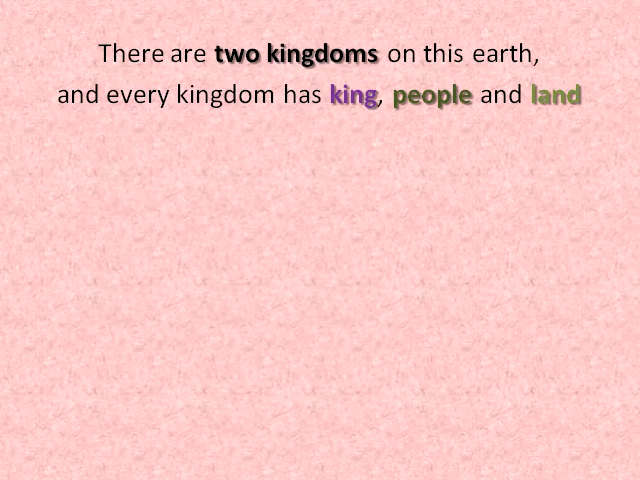 There are two kingdoms on this earth,
and every kingdom has king, people and land